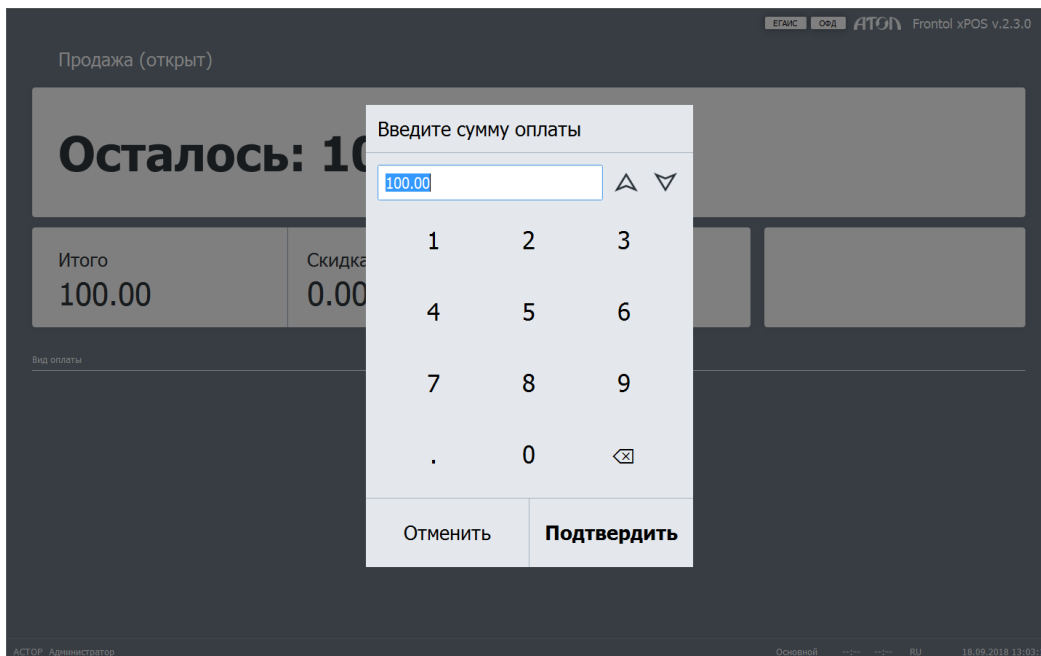 ЕГАИС ОФД АТОЛ Frontol xPOS v.2.3.0
Продажа (открыт)
Осталось: 10
Итого
100.00
Скидка
0.00
Вид оплаты
Введите сумму оплаты
100.00
1 2 3
4 5 6
7 8 9
. 0
Отменить Подтвердить
АСТОР Администратор Основной --:-- --:-- RU 18.09.2018 13:03: